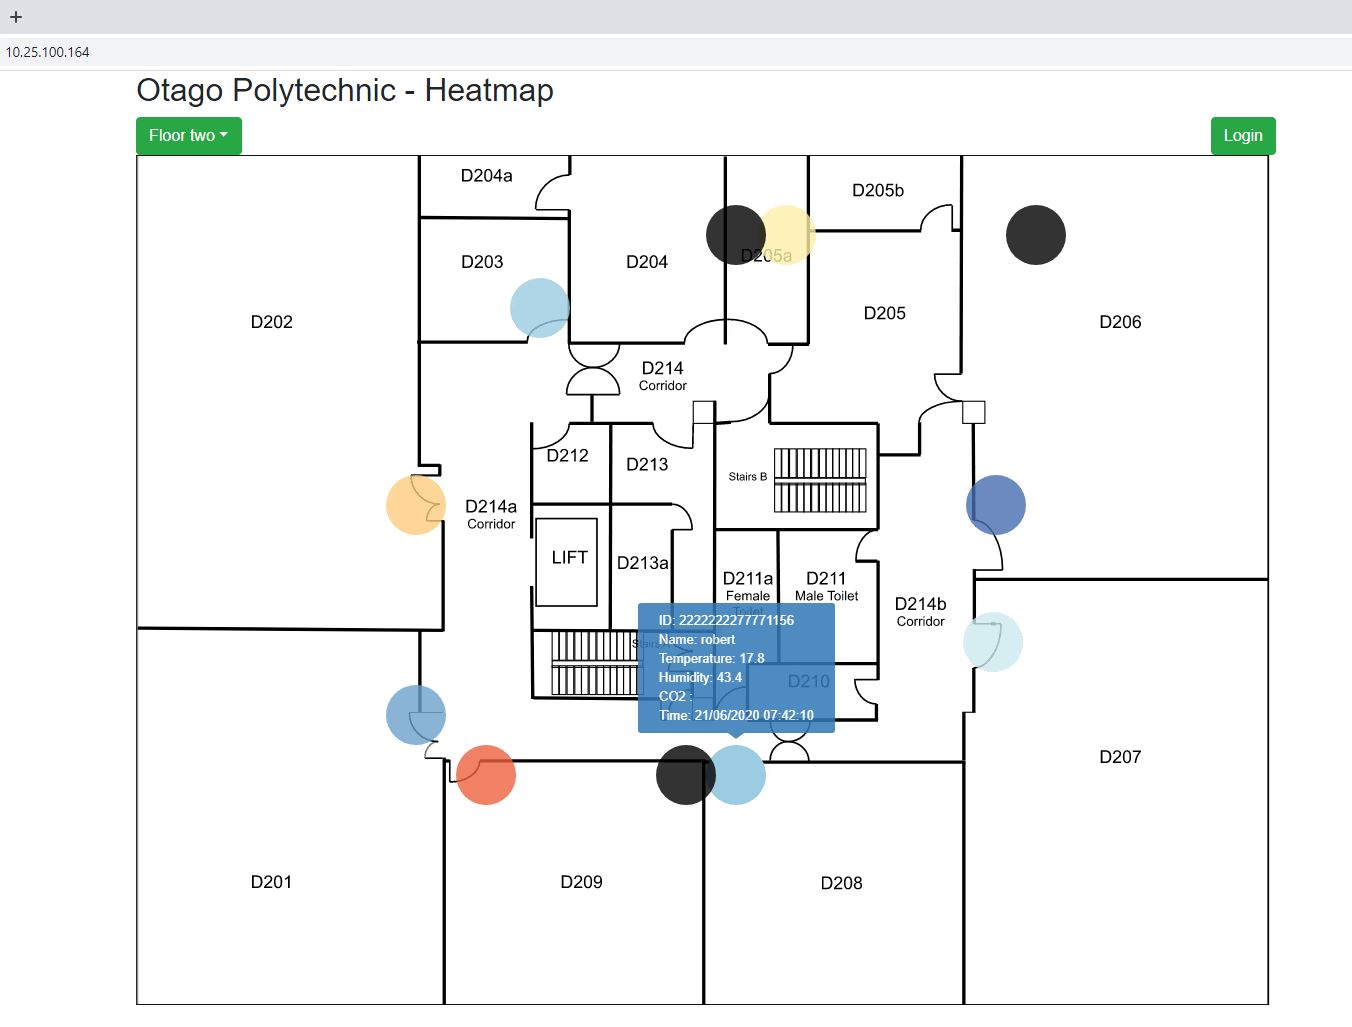 +
10.25.100.164
Otago Polytechnic - Heatmap
Floor two
Login
D204a
D205b
D203
D204
D205a
D205
D202
D206
D214
Corridor
D212
D213
Stairs B
D214a
Corridor
LIFT
D213a
D211a
Female
Toilet
D211
Male Toilet
D214b
Corridor
ID: 2222222277771156
Name: robert
Temperature: 17.8
Humidity: 43.4
CO2 :
Time: 21/06/2020 07:42:10
Stairs
D210
D207
D201
D209
D208